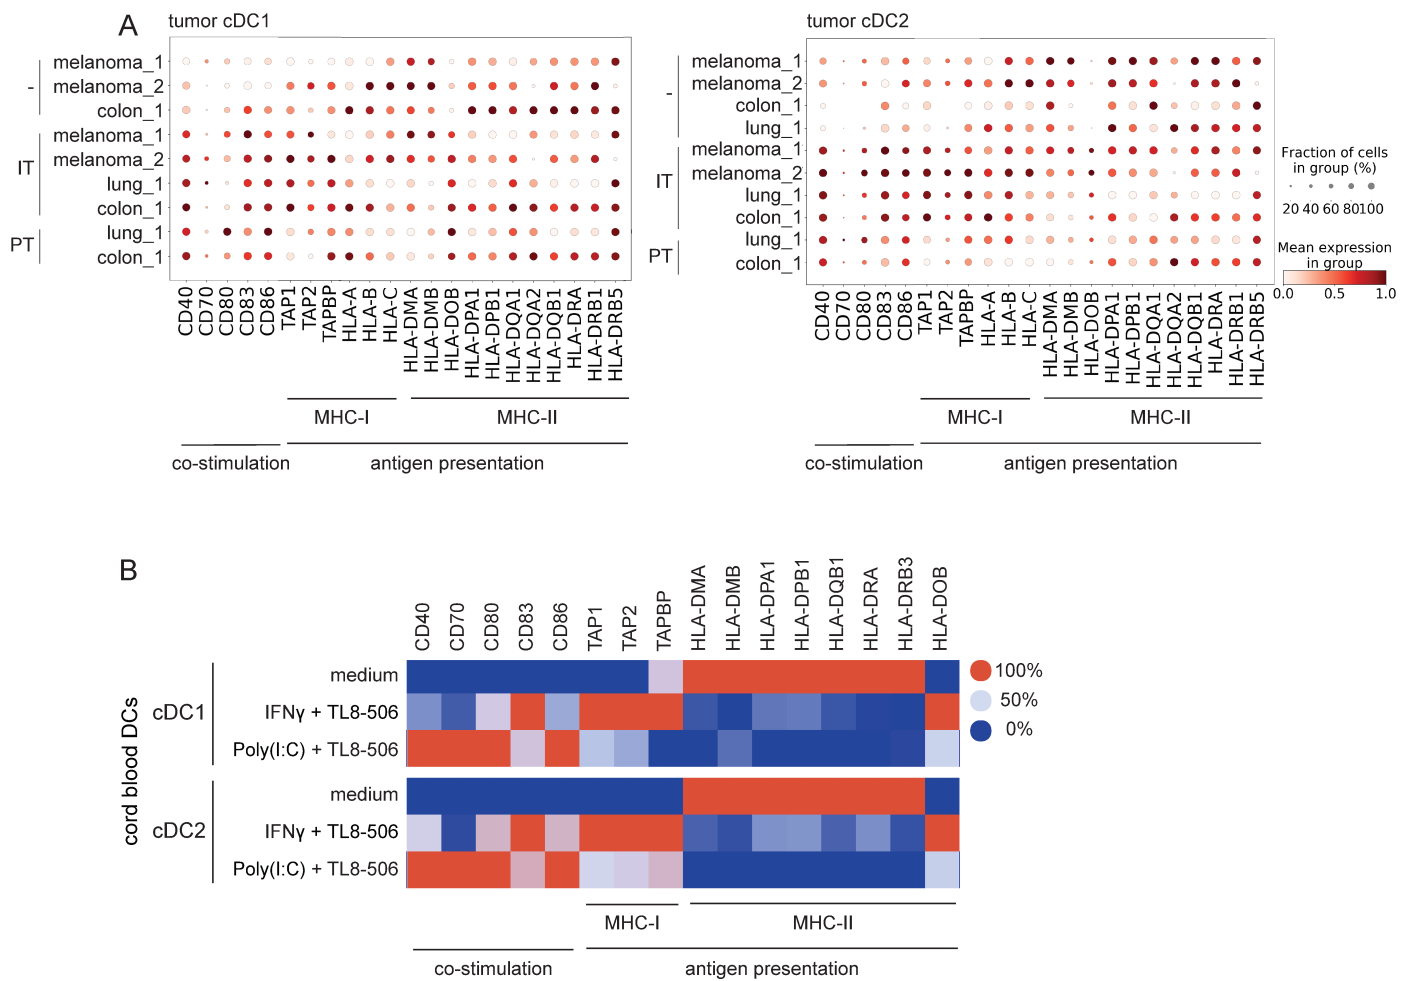 A
tumor cDC1
melanoma_1
melanoma_2
colon_1
melanoma_1
melanoma_2
lung_1
colon_1
lung_1
colon_1
-
IT
PT
CD40
CD70
CD80
CD83
CD86
TAP1
TAP2
TAPBP
HLA-A
HLA-B
HLA-C
HLA-DMA
HLA-DMB
HLA-DOB
HLA-DPA1
HLA-DPB1
HLA-DQA1
HLA-DQA2
HLA-DQB1
HLA-DRA
HLA-DRB1
HLA-DRB5
MHC-I
MHC-II
co-stimulation
antigen presentation
tumor cDC2
melanoma_1
melanoma_2
colon_1
lung_1
melanoma_1
melanoma_2
lung_1
colon_1
lung_1
colon_1
-
IT
PT
CD40
CD70
CD80
CD83
CD86
TAP1
TAP2
TAPBP
HLA-A
HLA-B
HLA-C
HLA-DMA
HLA-DMB
HLA-DOB
HLA-DPA1
HLA-DPB1
HLA-DQA1
HLA-DQA2
HLA-DQB1
HLA-DRA
HLA-DRB1
HLA-DRB5
MHC-I
MHC-II
co-stimulation
antigen presentation
Fraction of cells
in group (%)
20 40 60 80100
Mean expression
in group
0.0 0.5 1.0
B
CD40
CD70
CD80
CD83
CD86
TAP1
TAP2
TAPBP
HLA-DMA
HLA-DMB
HLA-DPA1
HLA-DPB1
HLA-DQB1
HLA-DRA
HLA-DRB3
HLA-DOB
cord blood DCs
cDC1
medium
IFNγ + TL8-506
Poly(I:C) + TL8-506
cDC2
medium
IFNγ + TL8-506
Poly(I:C) + TL8-506
100%
50%
0%
MHC-I
MHC-II
co-stimulation
antigen presentation